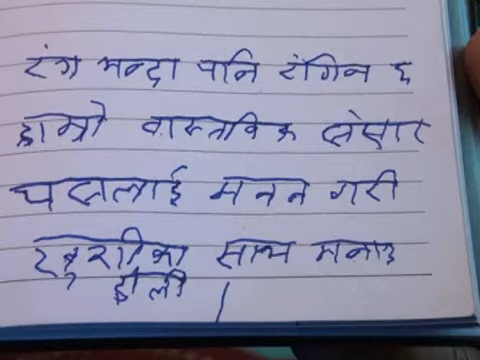 रंग भन्दा पनि रंगिन छ
हाम्रो वास्तविक संसार
यसलाई मनन गरी
खुशीका साथ मनाउ
होली ।